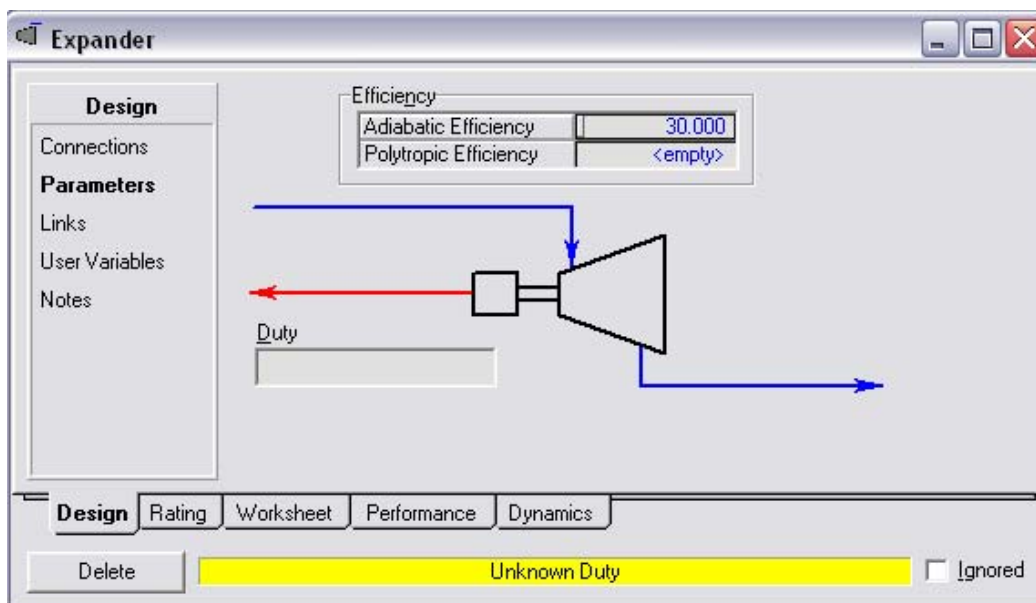 Expander
Design
Connections
Parameters
Links
User Variables
Notes
Efficiency
Adiabatic Efficiency 30.000
Polytropic Efficiency <empty>
Duty
Design Rating Worksheet Performance Dynamics
Delete Unknown Duty Ignored